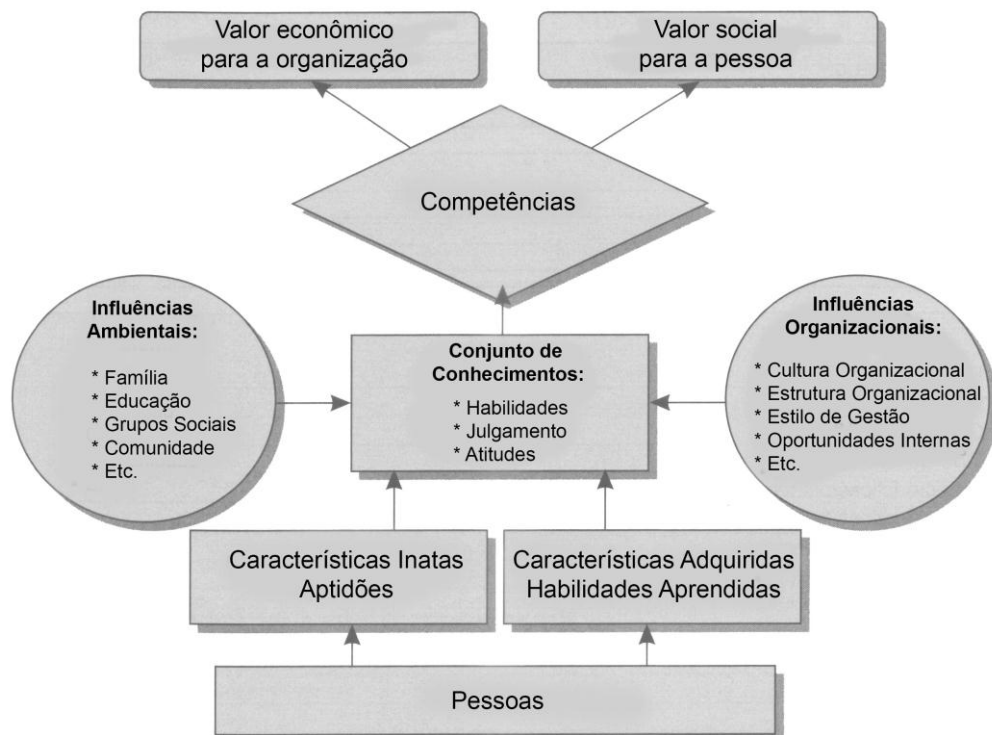 Valor econômico
para a organização
Valor social
para a pessoa
Competências
Influências
Ambientais:
* Família
* Educação
* Grupos Sociais
* Comunidade
* Etc.
Conjunto de
Conhecimentos:
* Habilidades
* Julgamento
* Atitudes
Influências
Organizacionais:
* Cultura Organizacional
* Estrutura Organizacional
* Estilo de Gestão
* Oportunidades Internas
* Etc.
Características Inatas
Aptidões
Características Adquiridas
Habilidades Aprendidas
Pessoas